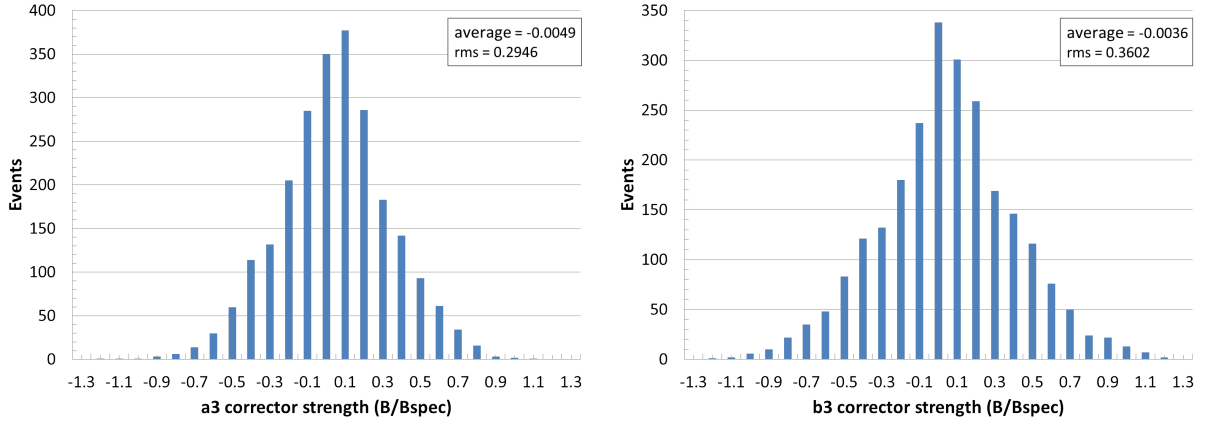 400
350
300
250
200
150
100
50
0
Events
average = -0.0049
rms = 0.2946
-1.3 -1.1 -0.9 -0.7 -0.5 -0.3 -0.1 0.1 0.3 0.5 0.7 0.9 1.1 1.3
a3 corrector strength (B/Bspec)
350
300
250
200
150
100
50
0
Events
average = -0.0036
rms = 0.3602
-1.3 -1.1 -0.9 -0.7 -0.5 -0.3 -0.1 0.1 0.3 0.5 0.7 0.9 1.1 1.3
b3 corrector strength (B/Bspec)